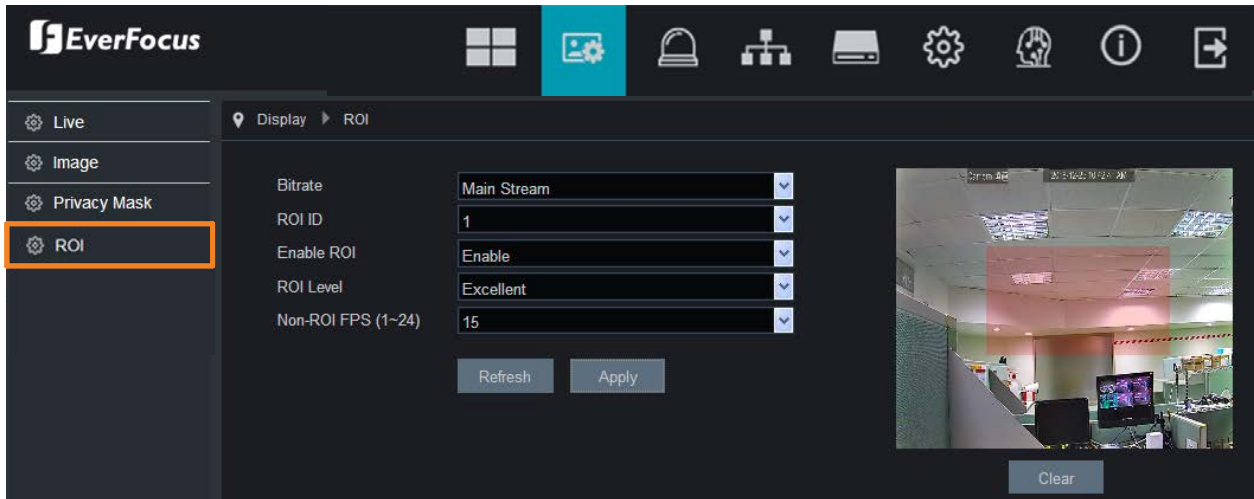 EverFocus
Live
Image
Privacy Mask
ROI
Display ROI
Bitrate Main Stream
ROI ID 1
Enable ROI Enable
ROI Level Excellent
Non-ROI FPS (1~24) 15
Refresh Apply
Clear